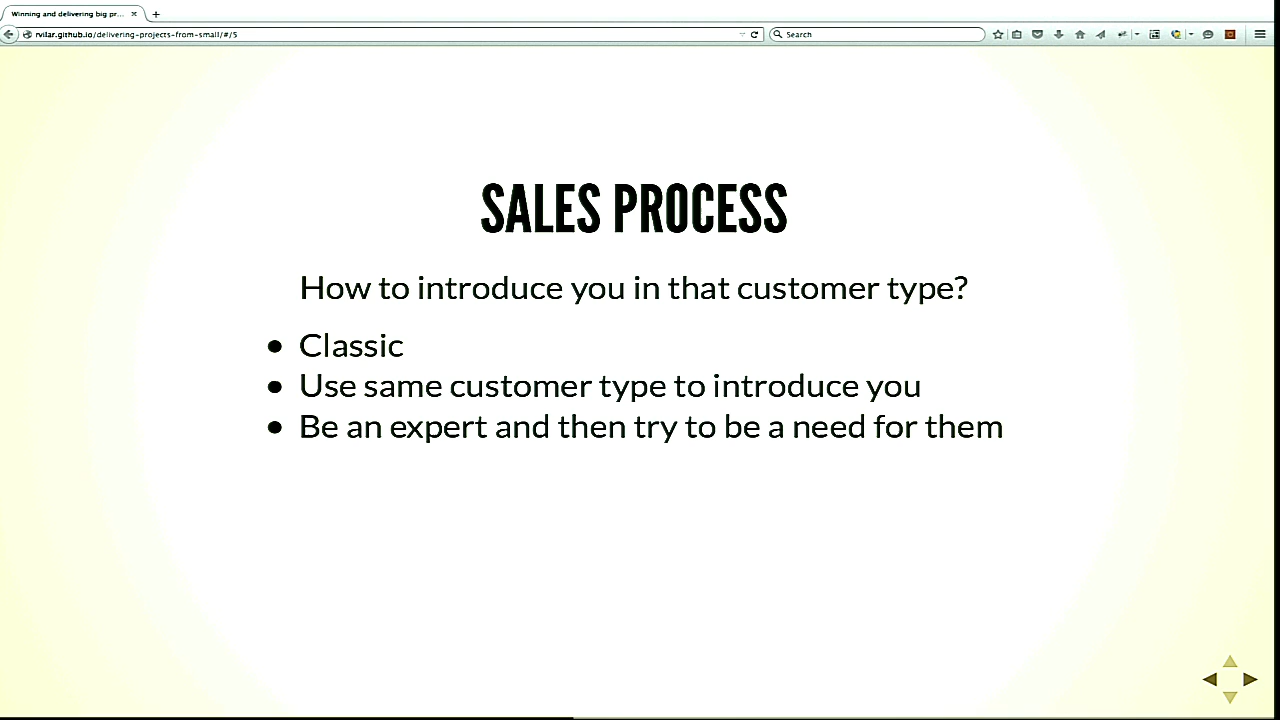 Winning and delivering big pr...
rvilar.github.io/delivering-projects-from-small/#/5
Search
SALES PROCESS
How to introduce you in that customer type?
Classic
Use same customer type to introduce you
Be an expert and then try to be a need for them